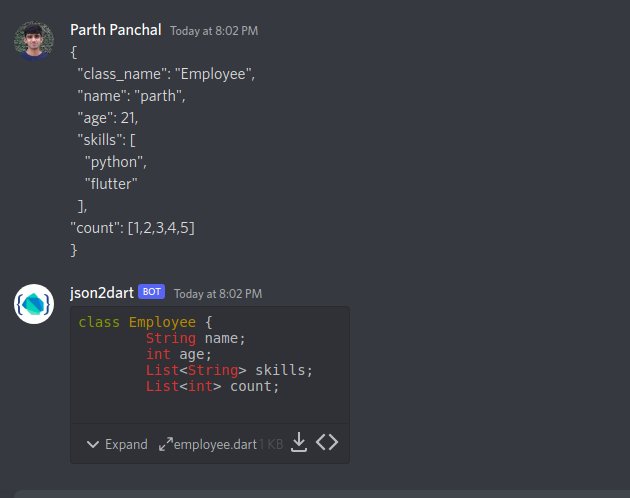 Parth Panchal Today at 8:02 PM
{
"class_name": "Employee",
"name": "parth",
"age": 21,
"skills": [
"python",
"flutter"
],
"count": [1,2,3,4,5]
}
json2dart BOT Today at 8:02 PM
class Employee {
String name;
int age;
List<String> skills;
List<int> count;
Expand employee.dart 1 KB